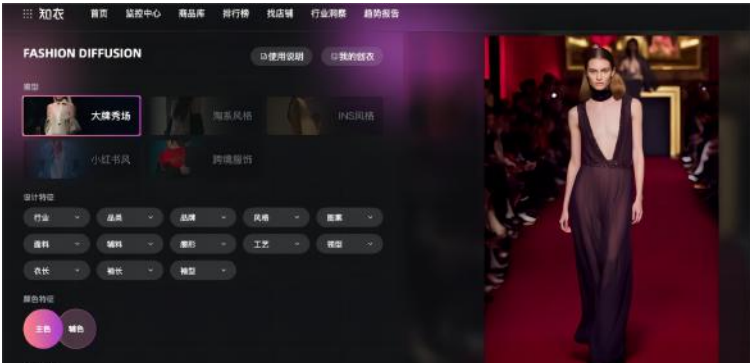 知衣 首页 监控中心 商品库 排行榜 找店铺 行业洞察 趋势报告
FASHION DIFFUSION 使用说明 我的创衣
类型
大牌秀场 淘系风格 INS风格
小红书风 跨境服饰
设计特征
行业 品类 品牌 风格 图案
面料 辅料 廓形 工艺 领型
衣长 袖长 袖型
颜色特征
主色 辅色